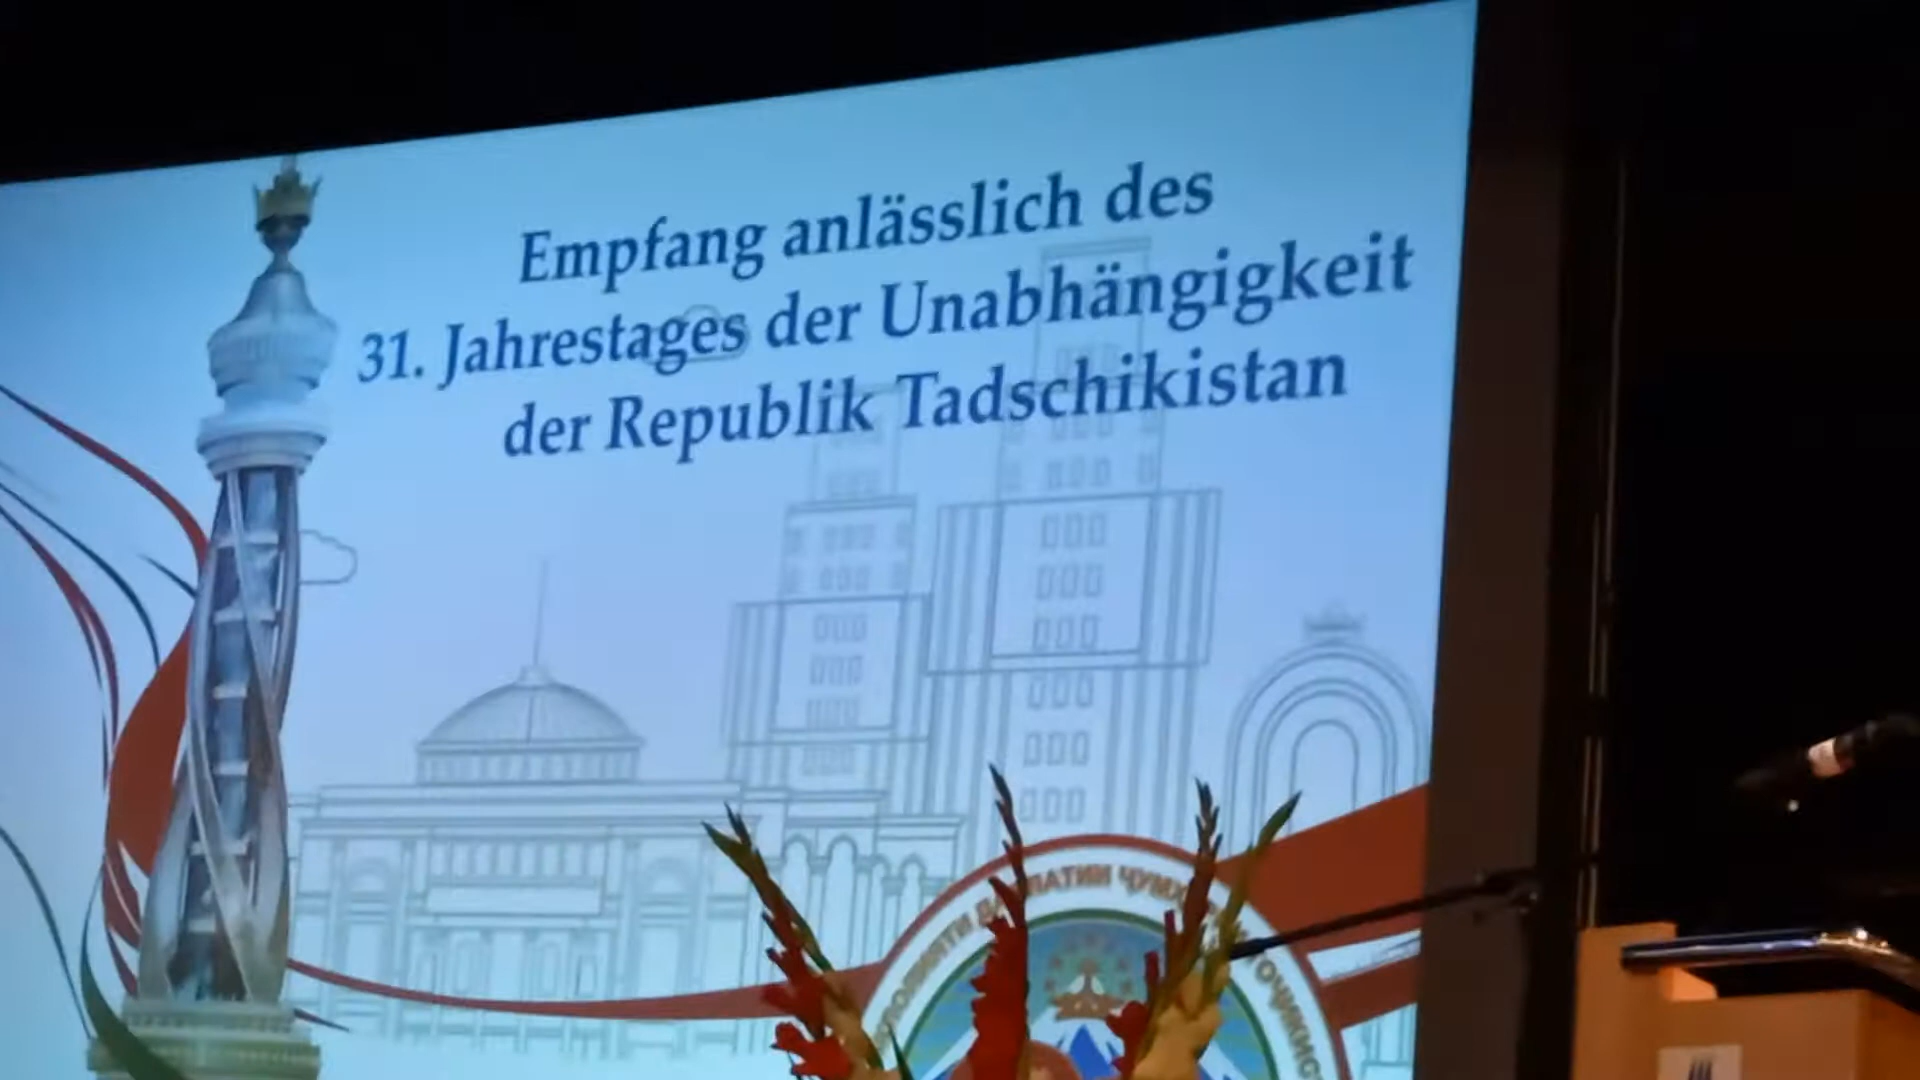 Empfang anlässlich des
31. Jahrestages der Unabhängigkeit
der Republik Tadschikistan